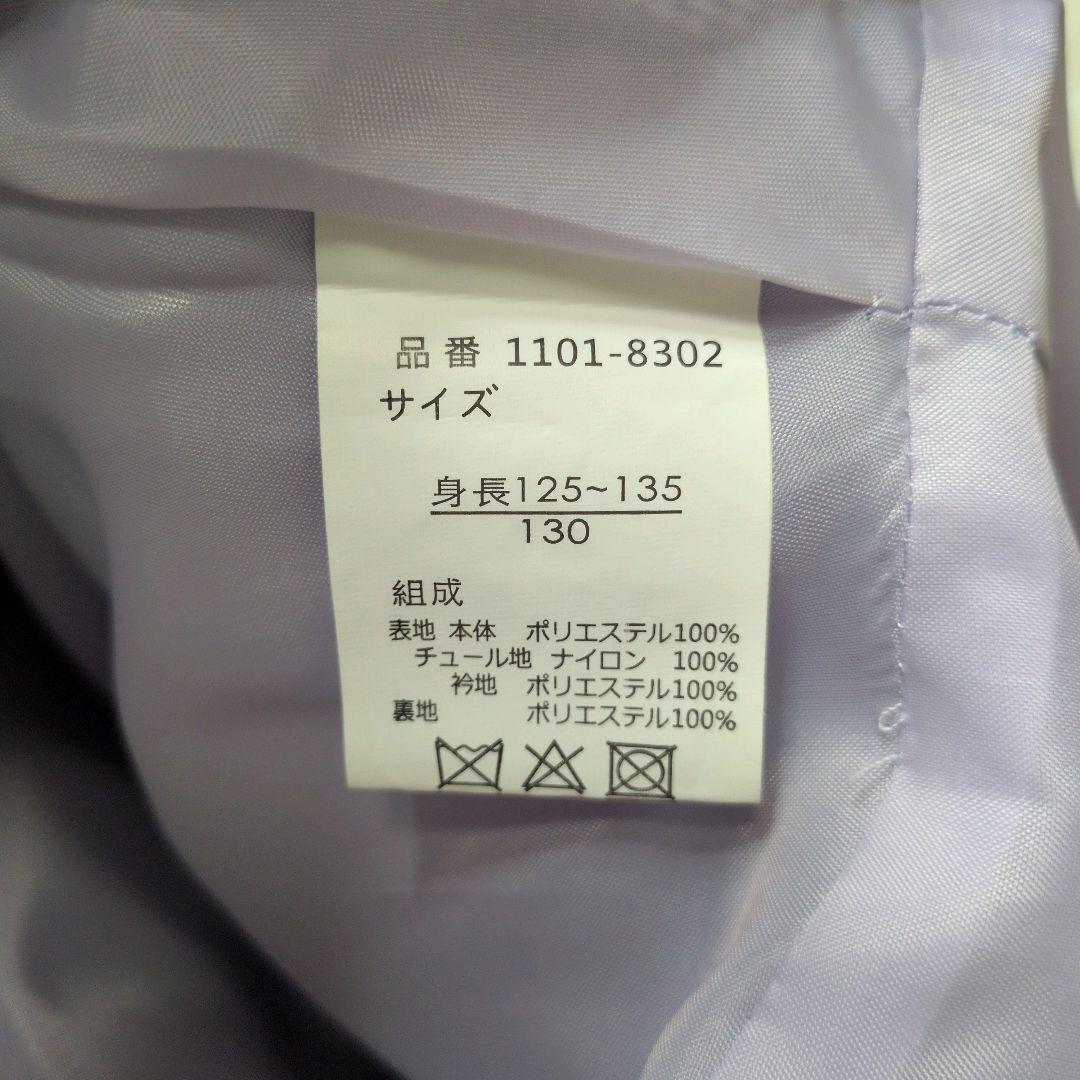 品番 1101-8302
サイズ
身長125~135
130
組成
表地 本体 ポリエステル100%
チュール地 ナイロン 100%
衿地 ポリエステル100%
裏地 ポリエステル100%